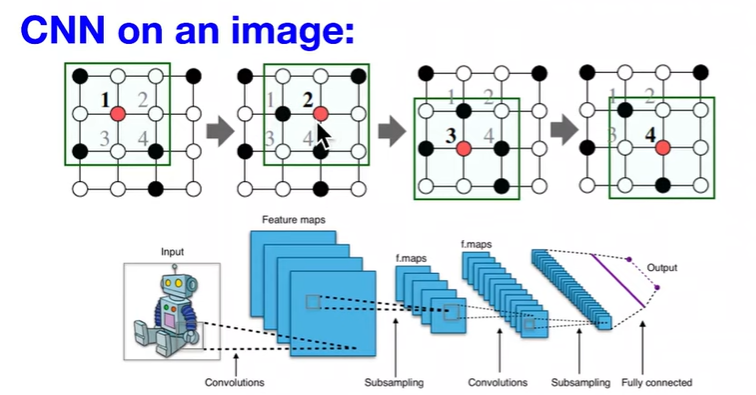 CNN on an image:
1 2
3 4
1 2
3 4
1 2
3 4
1 2
3 4
Feature maps
Input
f.maps
f.maps
Output
Convolutions
Subsampling
Convolutions
Subsampling
Fully connected